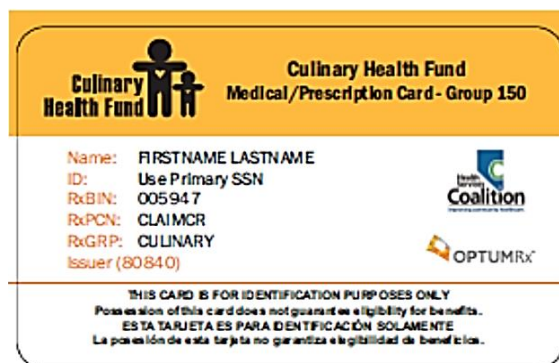 Culinary
Health Fund
Culinary Health Fund
Medical/Prescription Card - Group 150
Name: FIRSTNAME LASTNAME
ID: Use Primary SSN
RxBIN: 005947
RxPCN: CLAIMCR
RxGRP: CULINARY
Issuer (80840)
Health
Services
Coalition
OPTUMRx
THIS CARD IS FOR IDENTIFICATION PURPOSES ONLY
Possession of this card does not guarantee eligibility for benefits.
ESTA TARJETA ES PARA IDENTIFICACIÓN SOLAMENTE
La posesión de esta tarjeta no garantiza elegibilidad de beneficios.